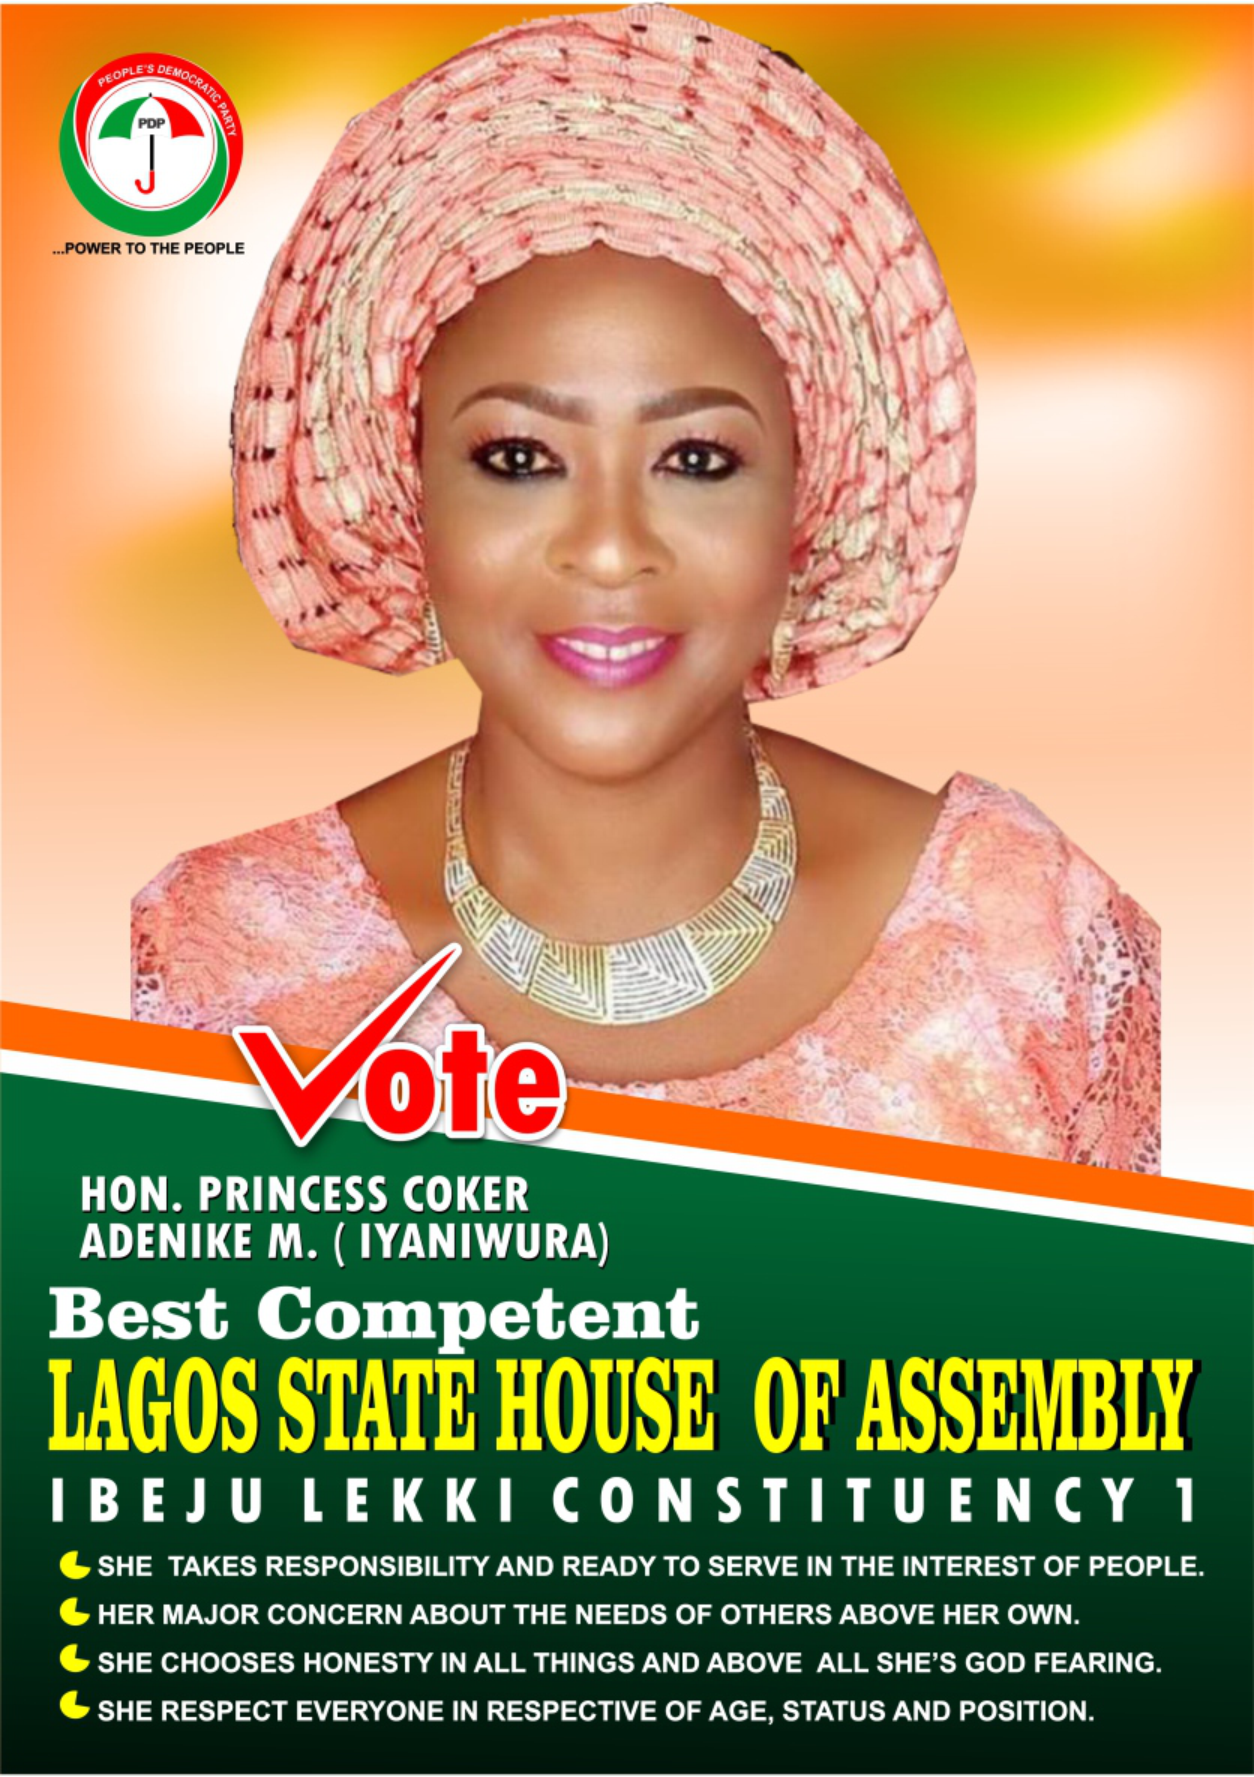 PEOPLE'S DEMOCRATIC PARTY
PDP
...POWER TO THE PEOPLE
Vote
HON. PRINCESS COKER
ADENIKE M. ( IYANIWURA)
Best Competent
LAGOS STATE HOUSE OF ASSEMBLY
IBEJU LEKKI CONSTITUENCY 1
SHE TAKES RESPONSIBILITY AND READY TO SERVE IN THE INTEREST OF PEOPLE.
HER MAJOR CONCERN ABOUT THE NEEDS OF OTHERS ABOVE HER OWN.
SHE CHOOSES HONESTY IN ALL THINGS AND ABOVE ALL SHE'S GOD FEARING.
SHE RESPECT EVERYONE IN RESPECTIVE OF AGE, STATUS AND POSITION.